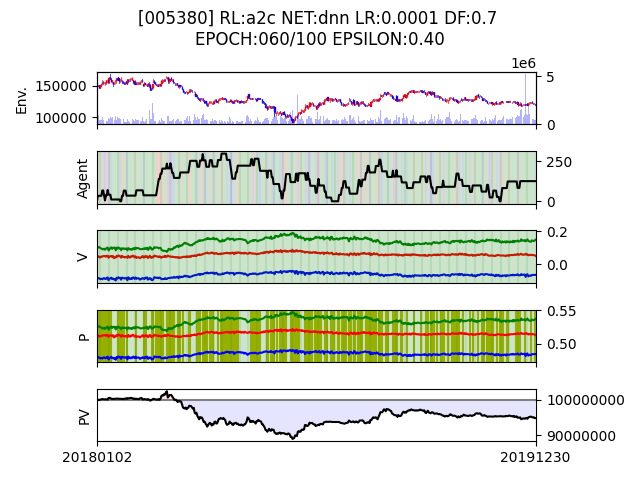 [005380] RL:a2c NET:dnn LR:0.0001 DF:0.7
EPOCH:060/100 EPSILON:0.40
1e6
Env.
150000
100000
5
0
Agent
250
0
V
0.2
0.0
P
0.55
0.50
PV
100000000
90000000
20180102
20191230